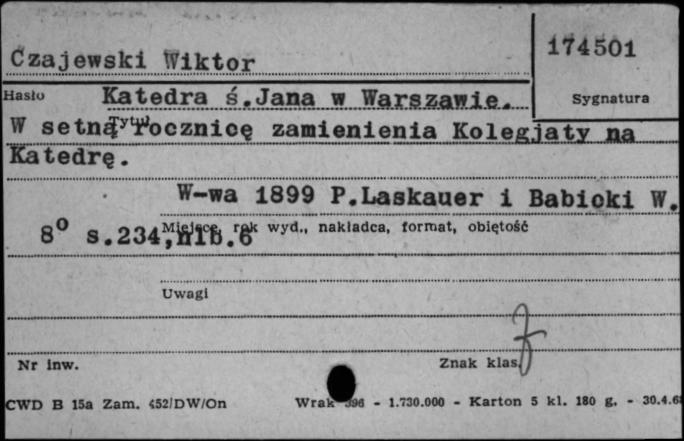 174501
Czajewski Wiktor
Hasło Katedra ś.Jana w Warszawie. Sygnatura
Tytuł
W setną rocznicę zamienienia Kolegjaty na
Katedrę.
W-wa 1899 P.Laskauer i Babicki W.
Miejsce, rok wyd., nakładca, format, objętość
8⁰ s.234,nlb.6
Uwagi
Nr inw. Znak klas.
CWD B 15a Zam. 452/DW/On Wrak 396 - 1.730.000 - Karton 5 kl. 180 g. - 30.4.68